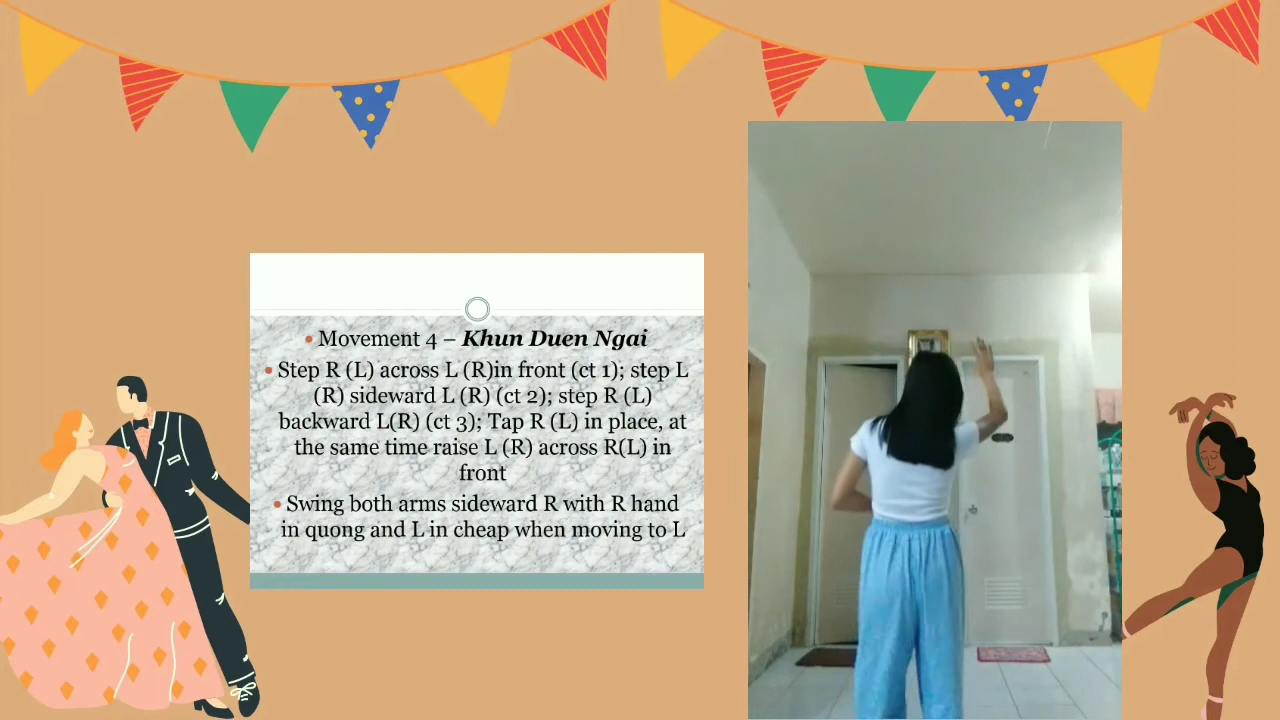 Movement 4 – Khun Duen Ngai
Step R (L) across L (R)in front (ct 1); step L
(R) sideward L (R) (ct 2); step R (L)
backward L(R) (ct 3); Tap R (L) in place, at
the same time raise L (R) across R(L) in
front
Swing both arms sideward R with R hand
in quong and L in cheap when moving to L